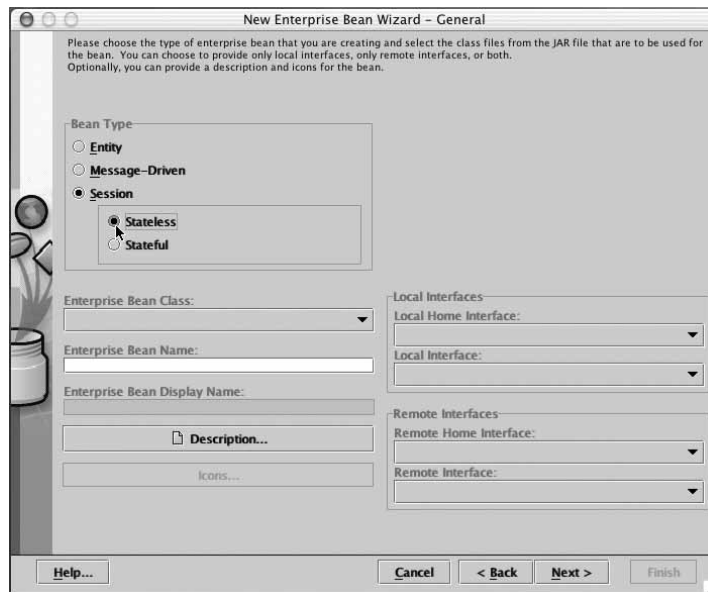 New Enterprise Bean Wizard – General
Please choose the type of enterprise bean that you are creating and select the class files from the JAR file that are to be used for
the bean. You can choose to provide only local interfaces, only remote interfaces, or both.
Optionally, you can provide a description and icons for the bean.
Bean Type
Entity
Message-Driven
Session
Stateless
Stateful
Enterprise Bean Class:
Enterprise Bean Name:
Enterprise Bean Display Name:
Description...
Icons...
Local Interfaces
Local Home Interface:
Local Interface:
Remote Interfaces
Remote Home Interface:
Remote Interface:
Help...
Cancel
< Back
Next >
Finish